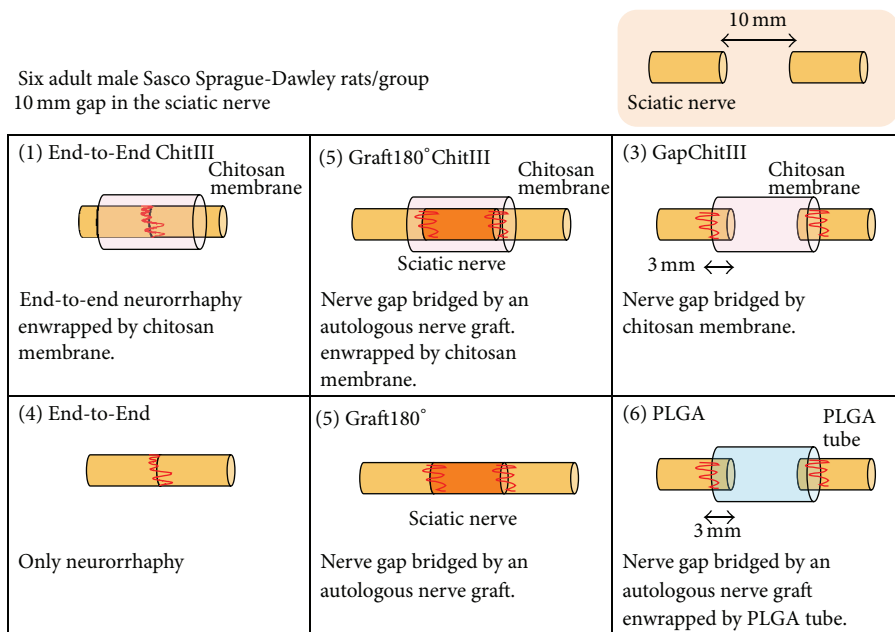 Six adult male Sasco Sprague-Dawley rats/group
10 mm gap in the sciatic nerve
10 mm
Sciatic nerve
(1) End-to-End ChitIII
Chitosan
membrane
End-to-end neurorrhaphy
enwrapped by chitosan
membrane.
(5) Graft180° ChitIII
Chitosan
membrane
Sciatic nerve
Nerve gap bridged by an
autologous nerve graft.
enwrapped by chitosan
membrane.
(3) GapChitIII
Chitosan
membrane
3 mm
Nerve gap bridged by
chitosan membrane.
(4) End-to-End
Only neurorrhaphy
(5) Graft180°
Sciatic nerve
Nerve gap bridged by an
autologous nerve graft.
(6) PLGA
PLGA
tube
3 mm
Nerve gap bridged by an
autologous nerve graft
enwrapped by PLGA tube.